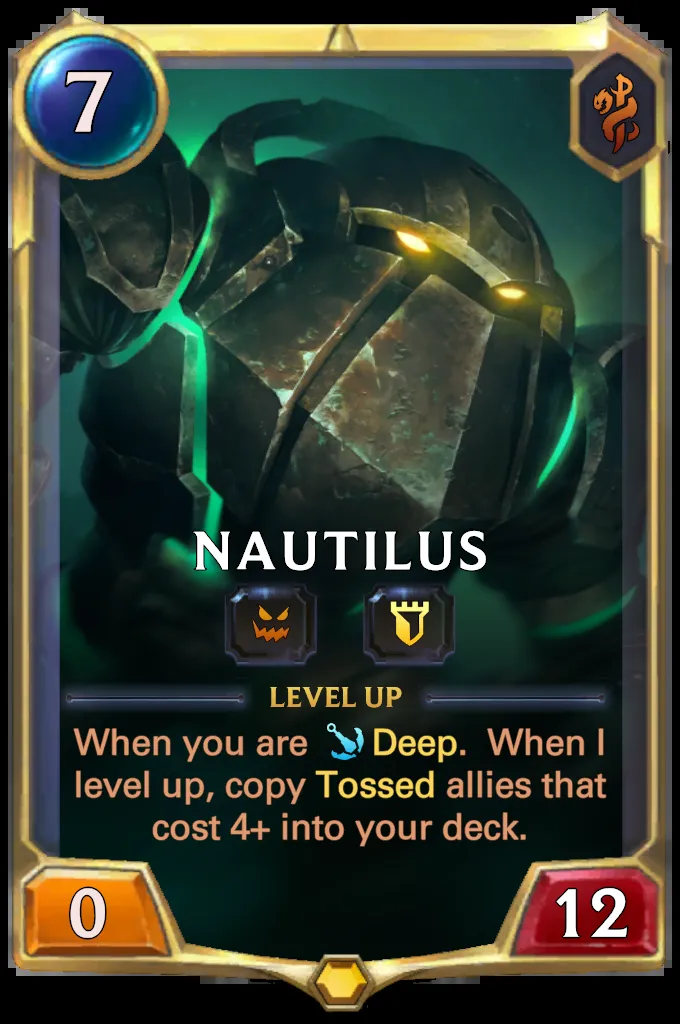 7
NAUTILUS
LEVEL UP
When you are Deep. When I
level up, copy Tossed allies that
cost 4+ into your deck.
0
12